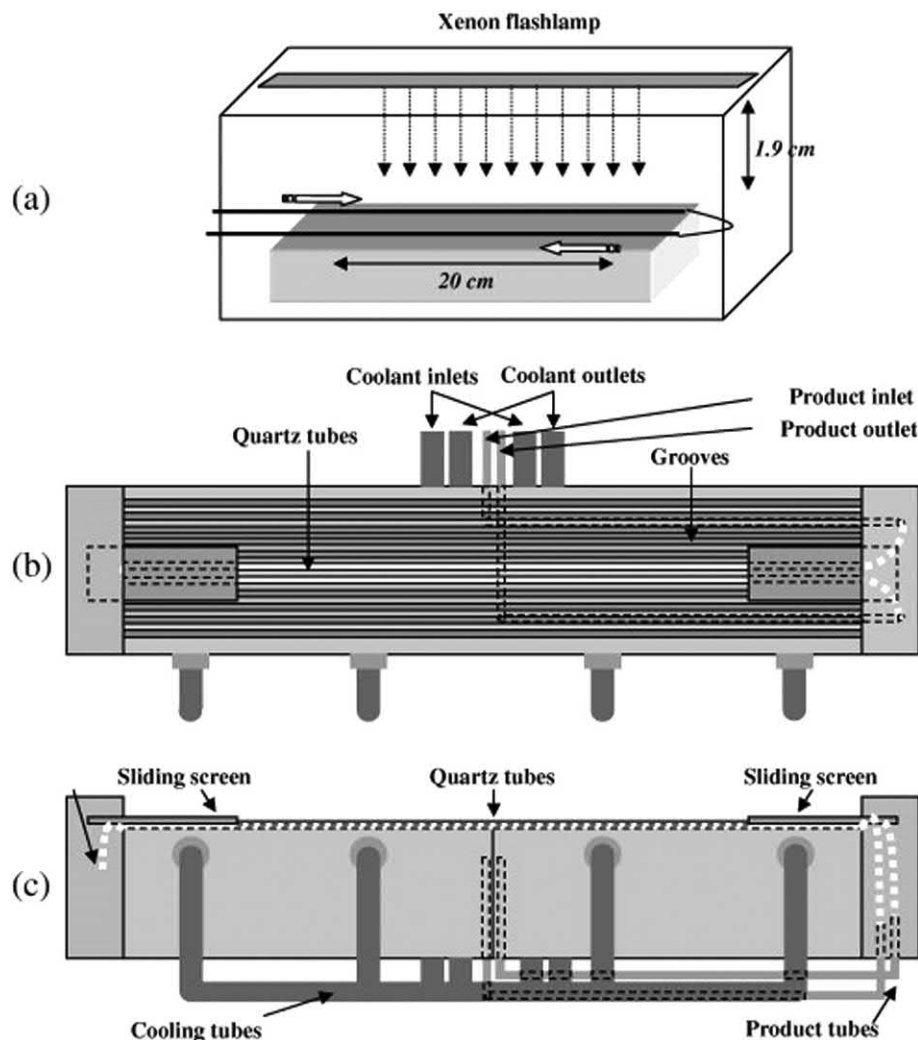 Xenon flashlamp
1.9 cm
(a)
20 cm
Coolant inlets
Coolant outlets
Product inlet
Product outlet
Quartz tubes
Grooves
(b)
Sliding screen
Quartz tubes
Sliding screen
(c)
Cooling tubes
Product tubes